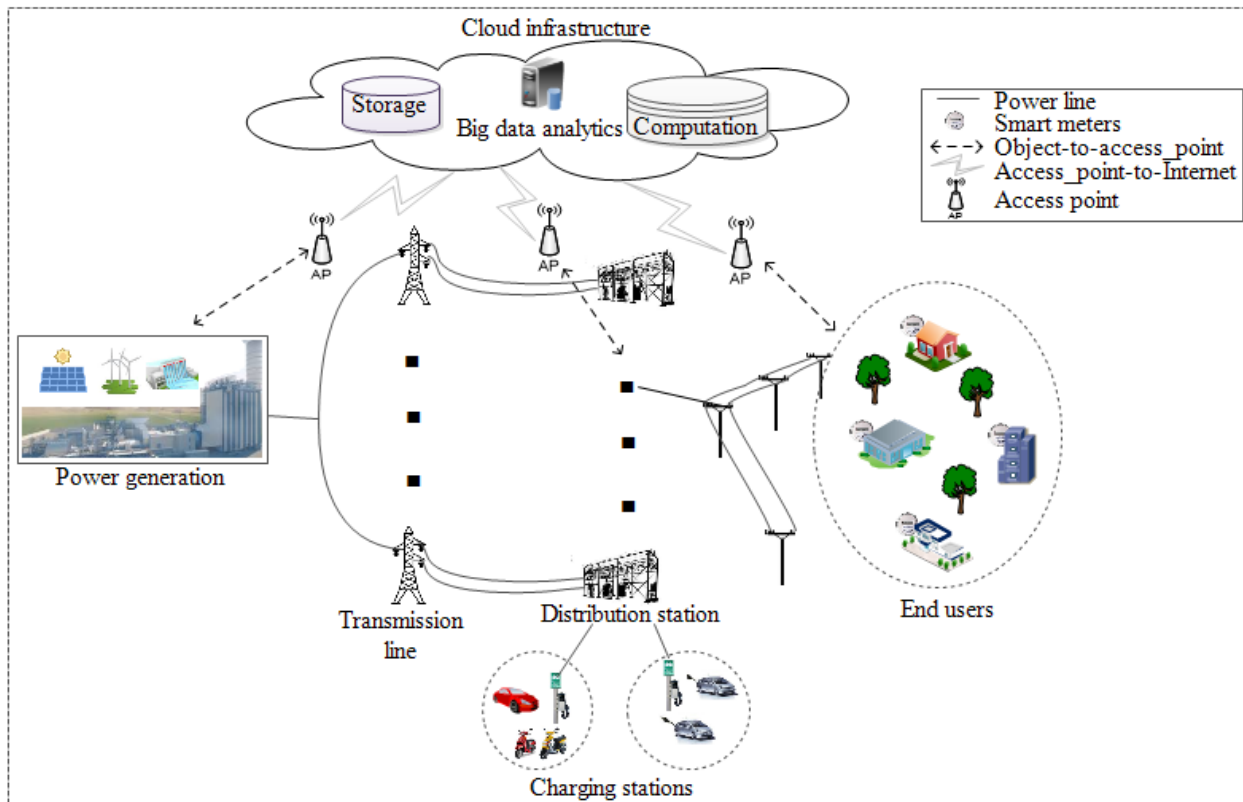 Cloud infrastructure
Storage
Big data analytics
Computation
Power line
Smart meters
Object-to-access_point
Access_point-to-Internet
AP
Access point
AP
AP
AP
Power generation
Transmission
line
Distribution station
End users
Charging stations